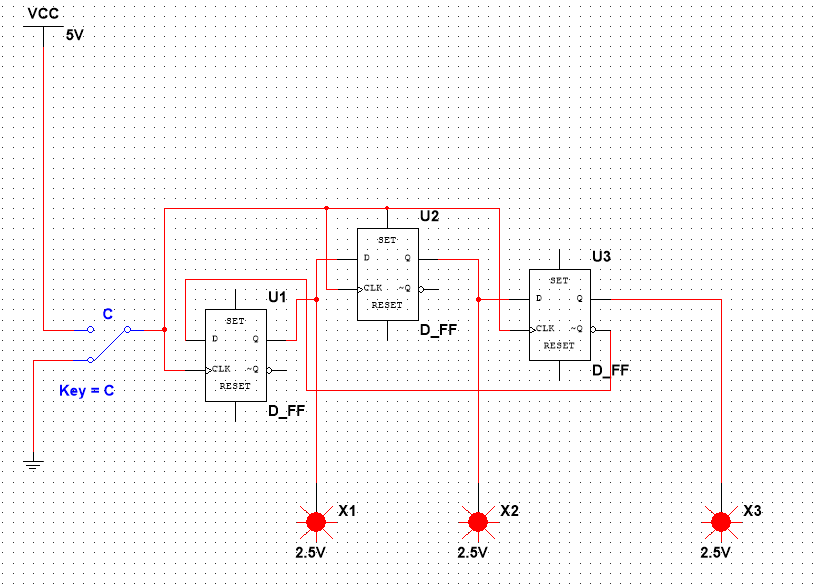 VCC
5V
U2
SET
D Q
CLK ~Q
RESET
D_FF
U3
SET
D Q
CLK ~Q
RESET
D_FF
U1
SET
D Q
CLK ~Q
RESET
D_FF
C
Key = C
X1
2.5V
X2
2.5V
X3
2.5V